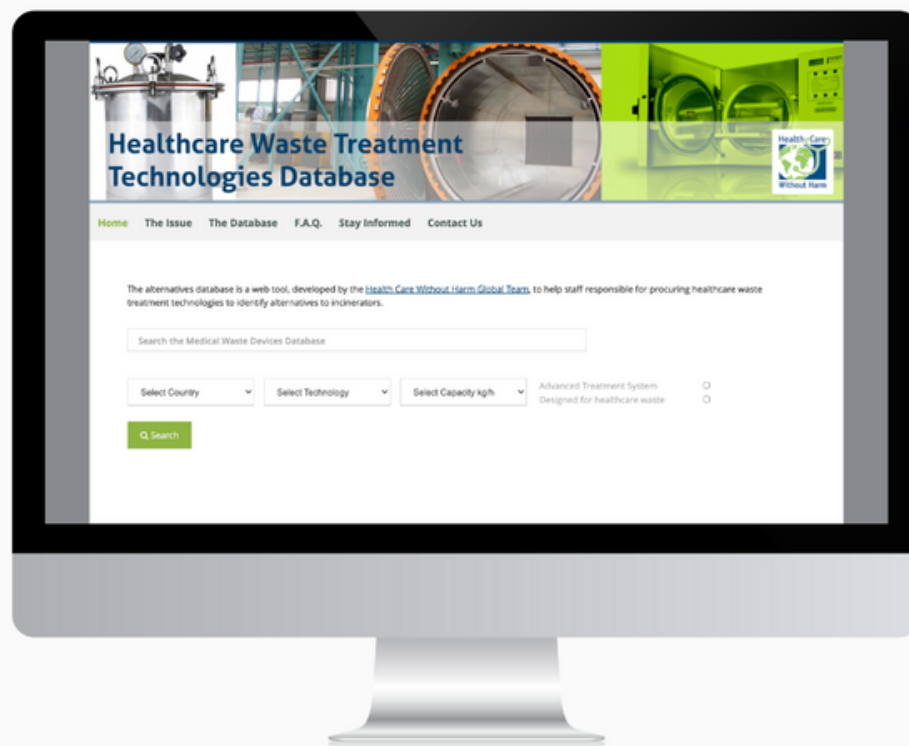 Healthcare Waste Treatment
Technologies Database
Health Care
Without Harm
Home The Issue The Database F.A.Q. Stay Informed Contact Us
The alternatives database is a web tool, developed by the Health Care Without Harm Global Team, to help staff responsible for procuring healthcare waste
treatment technologies to identify alternatives to incinerators.
Search the Medical Waste Devices Database
Select Country Select Technology Select Capacity kg/h Advanced Treatment System
Designed for healthcare waste
Search